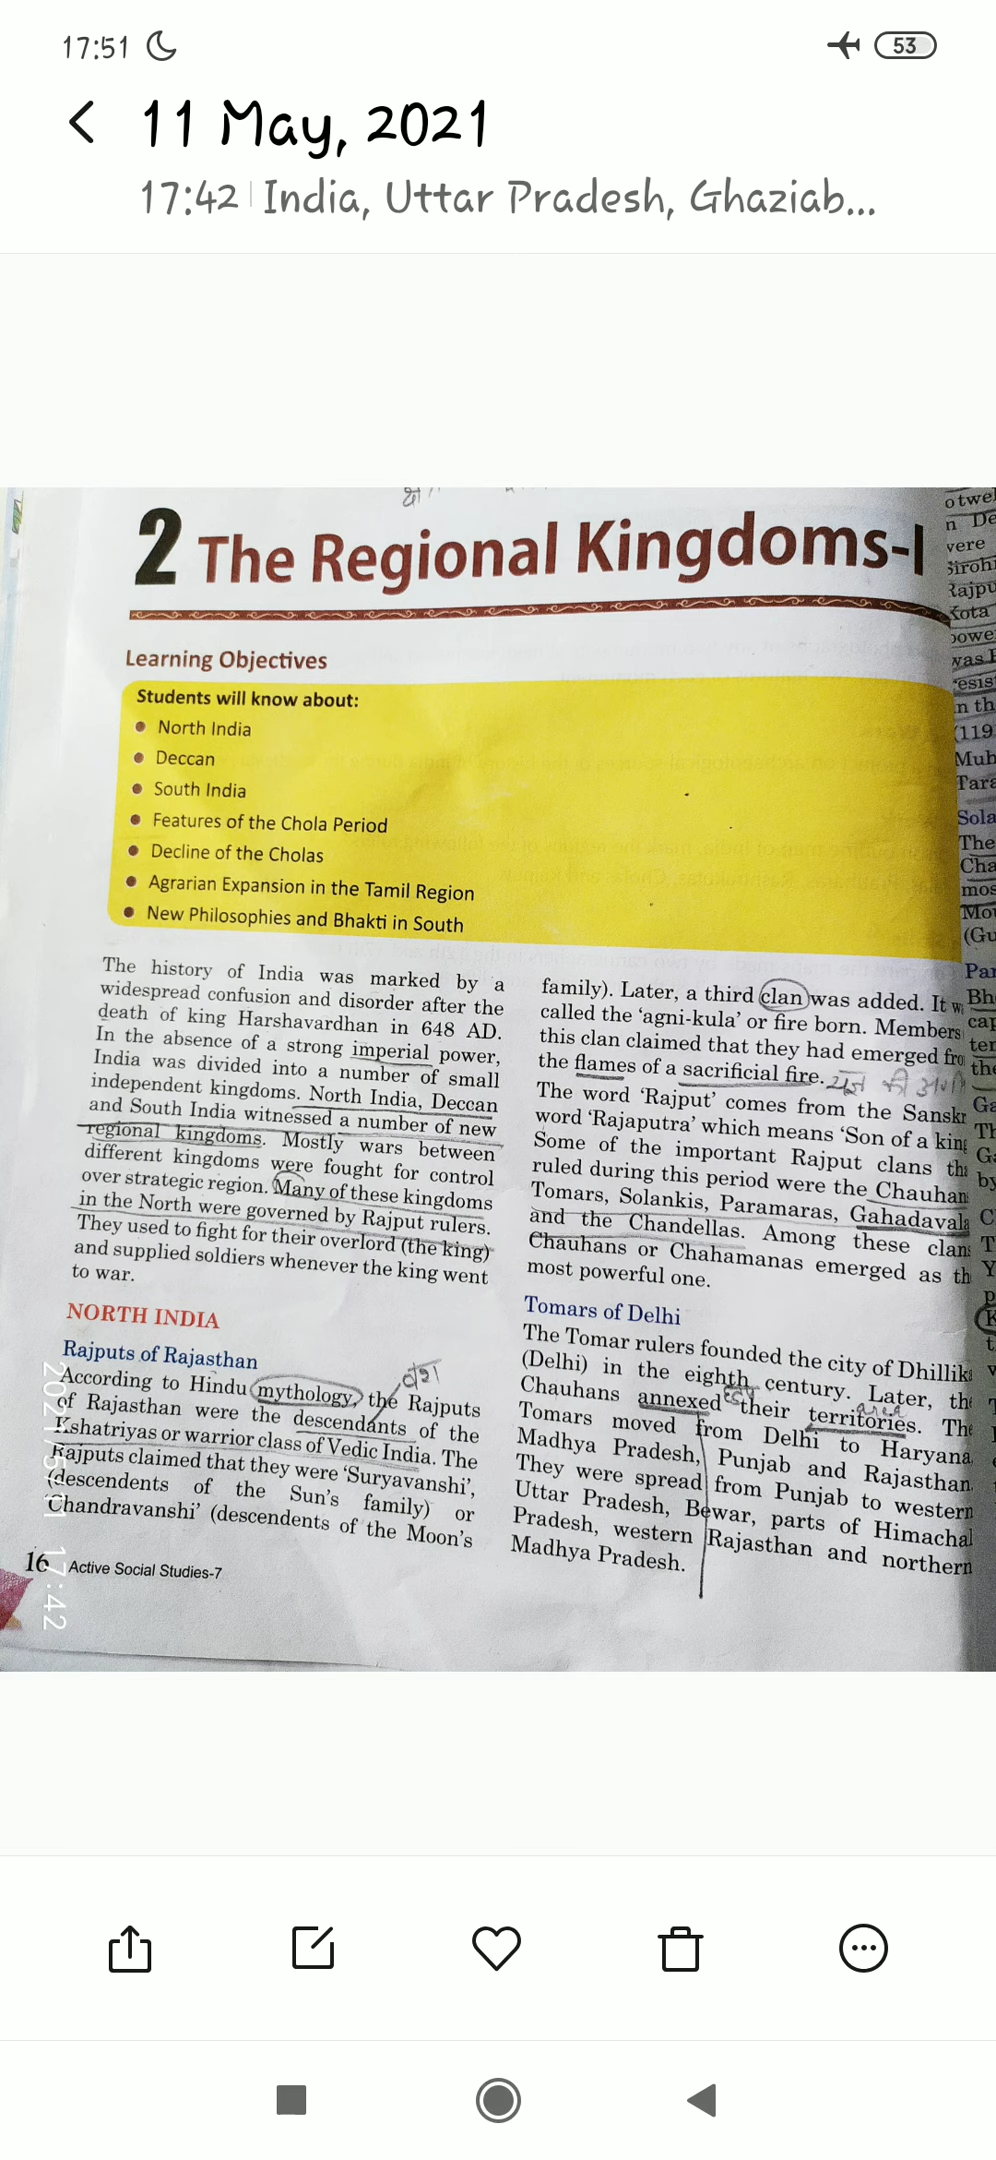 17:51
53
11 May, 2021
17:42 India, Uttar Pradesh, Ghaziab...
2 The Regional Kingdoms-I
Learning Objectives
Students will know about:
• North India
• Deccan
• South India
• Features of the Chola Period
• Decline of the Cholas
• Agrarian Expansion in the Tamil Region
• New Philosophies and Bhakti in South
The history of India was marked by a
widespread confusion and disorder after the
death of king Harshavardhan in 648 AD.
In the absence of a strong imperial power,
India was divided into a number of small
independent kingdoms. North India, Deccan
and South India witnessed a number of new
regional kingdoms. Mostly wars between
different kingdoms were fought for control
over strategic region. Many of these kingdoms
in the North were governed by Rajput rulers.
They used to fight for their overlord (the king)
and supplied soldiers whenever the king went
to war.
NORTH INDIA
Rajputs of Rajasthan
वंश
According to Hindu mythology, the Rajputs
of Rajasthan were the descendants of the
Kshatriyas or warrior class of Vedic India. The
Rajputs claimed that they were ‘Suryavanshi’,
(descendents of the Sun’s family) or
Chandravanshi’ (descendents of the Moon’s
16 Active Social Studies-7
family). Later, a third clan was added. It w
called the ‘agni-kula’ or fire born. Members
this clan claimed that they had emerged fro
the flames of a sacrificial fire. यज्ञ की
The word ‘Rajput’ comes from the Sanskr
word ‘Rajaputra’ which means ‘Son of a king
Some of the important Rajput clans tha
ruled during this period were the Chauhan
Tomars, Solankis, Paramaras, Gahadavala
and the Chandellas. Among these clans
Chauhans or Chahamanas emerged as th
most powerful one.
Tomars of Delhi
The Tomar rulers founded the city of Dhillika
(Delhi) in the eighth century. Later, the
area
Chauhans annexed their territories. The
Tomars moved from Delhi to Haryana
Madhya Pradesh, Punjab and Rajasthan.
They were spread from Punjab to western
Uttar Pradesh, Bewar, parts of Himachal
Pradesh, western Rajasthan and northern
Madhya Pradesh.
2021/5/11 17:42